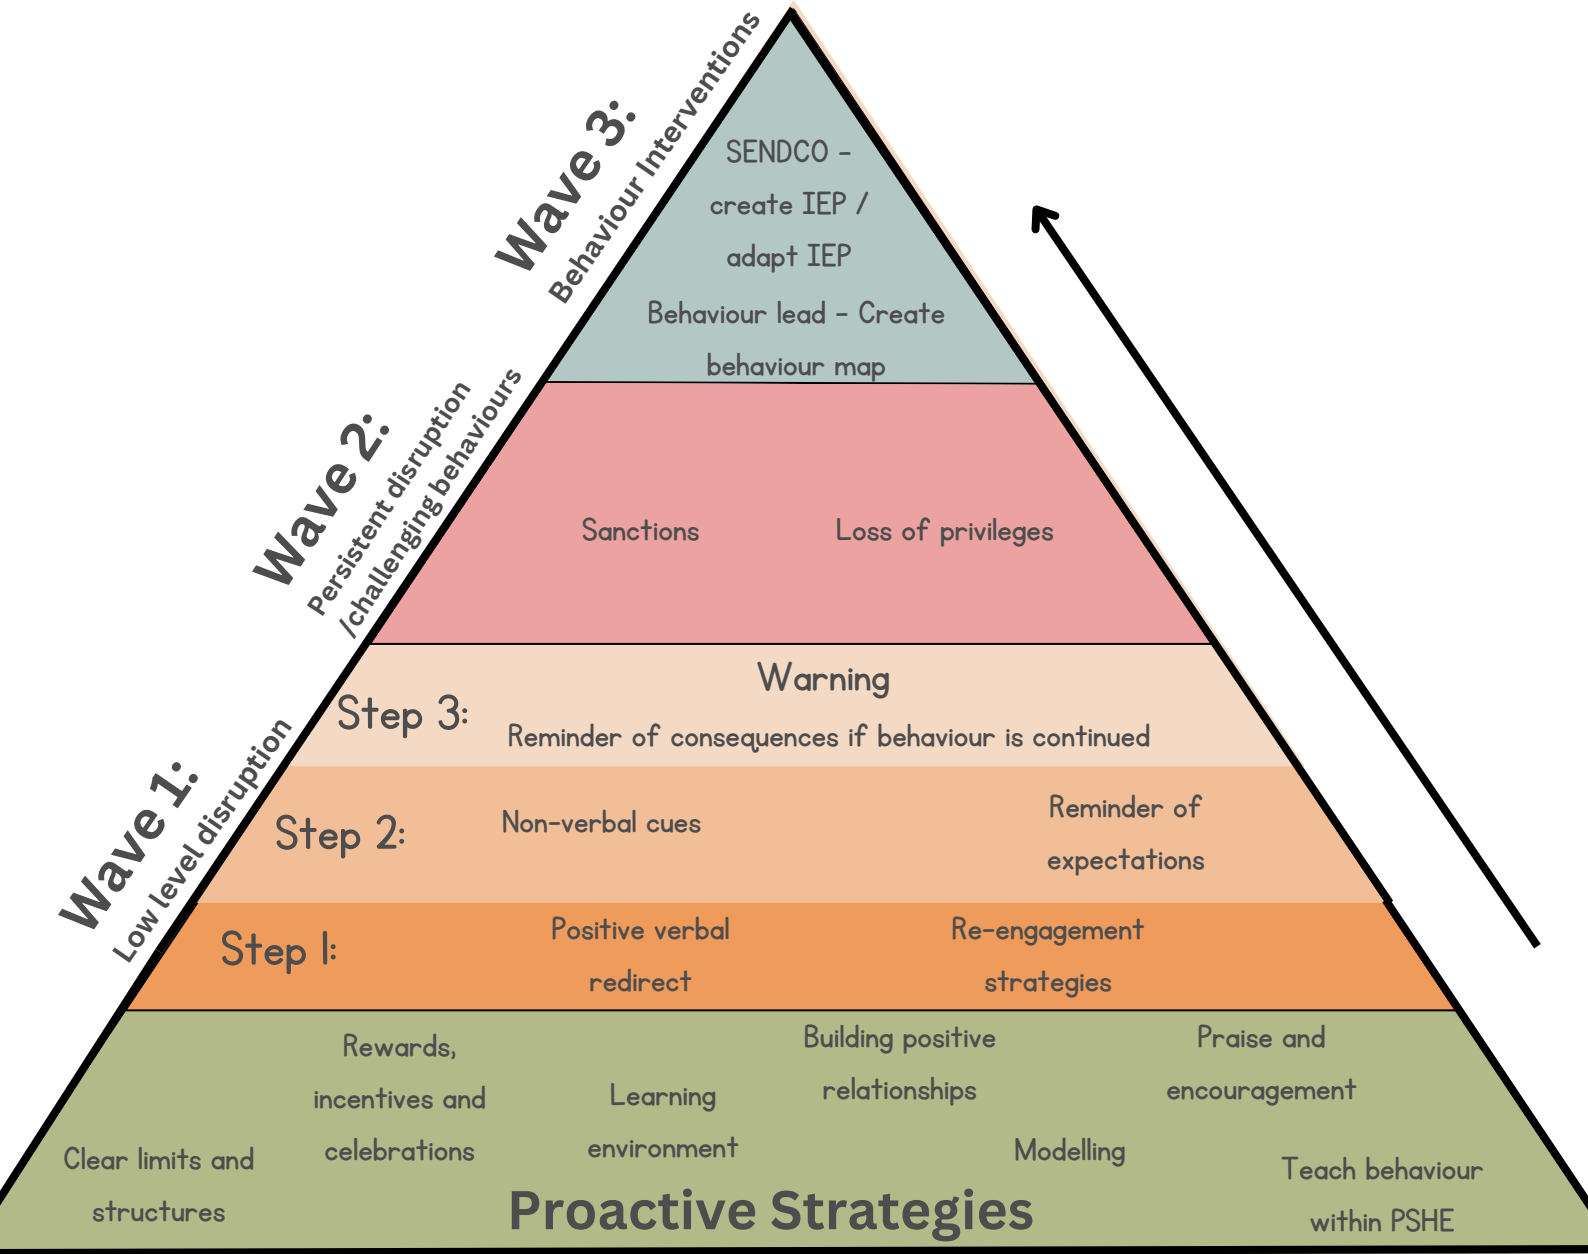 Wave 3:
Behaviour Interventions
SENDCO -
create IEP /
adapt IEP
Behaviour lead - Create
behaviour map
Wave 2:
Persistent disruption
/challenging behaviours
Sanctions
Loss of privileges
Wave 1:
Low level disruption
Step 3:
Warning
Reminder of consequences if behaviour is continued
Step 2:
Non-verbal cues
Reminder of
expectations
Step 1:
Positive verbal
redirect
Re-engagement
strategies
Clear limits and
structures
Rewards,
incentives and
celebrations
Learning
environment
Building positive
relationships
Modelling
Praise and
encouragement
Teach behaviour
within PSHE
Proactive Strategies